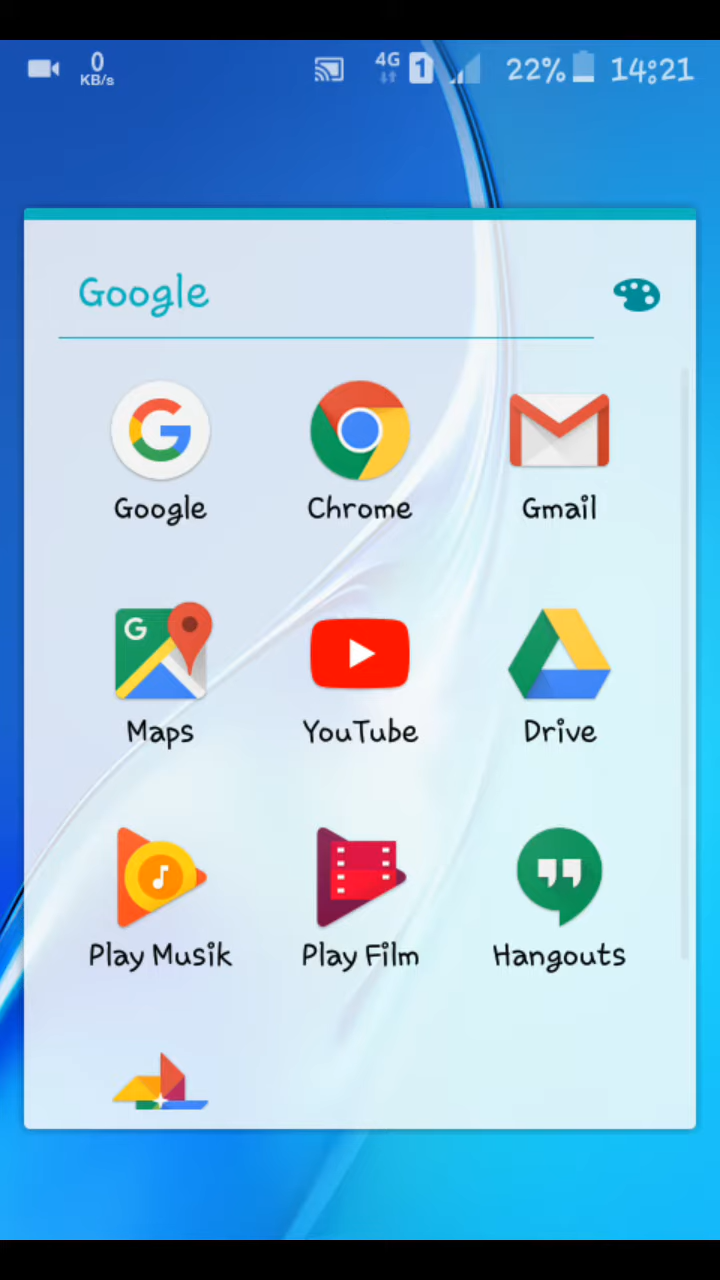 0 KB/s 4G 1 22% 14:21
Google
Google Chrome Gmail
Maps YouTube Drive
Play Musik Play Film Hangouts